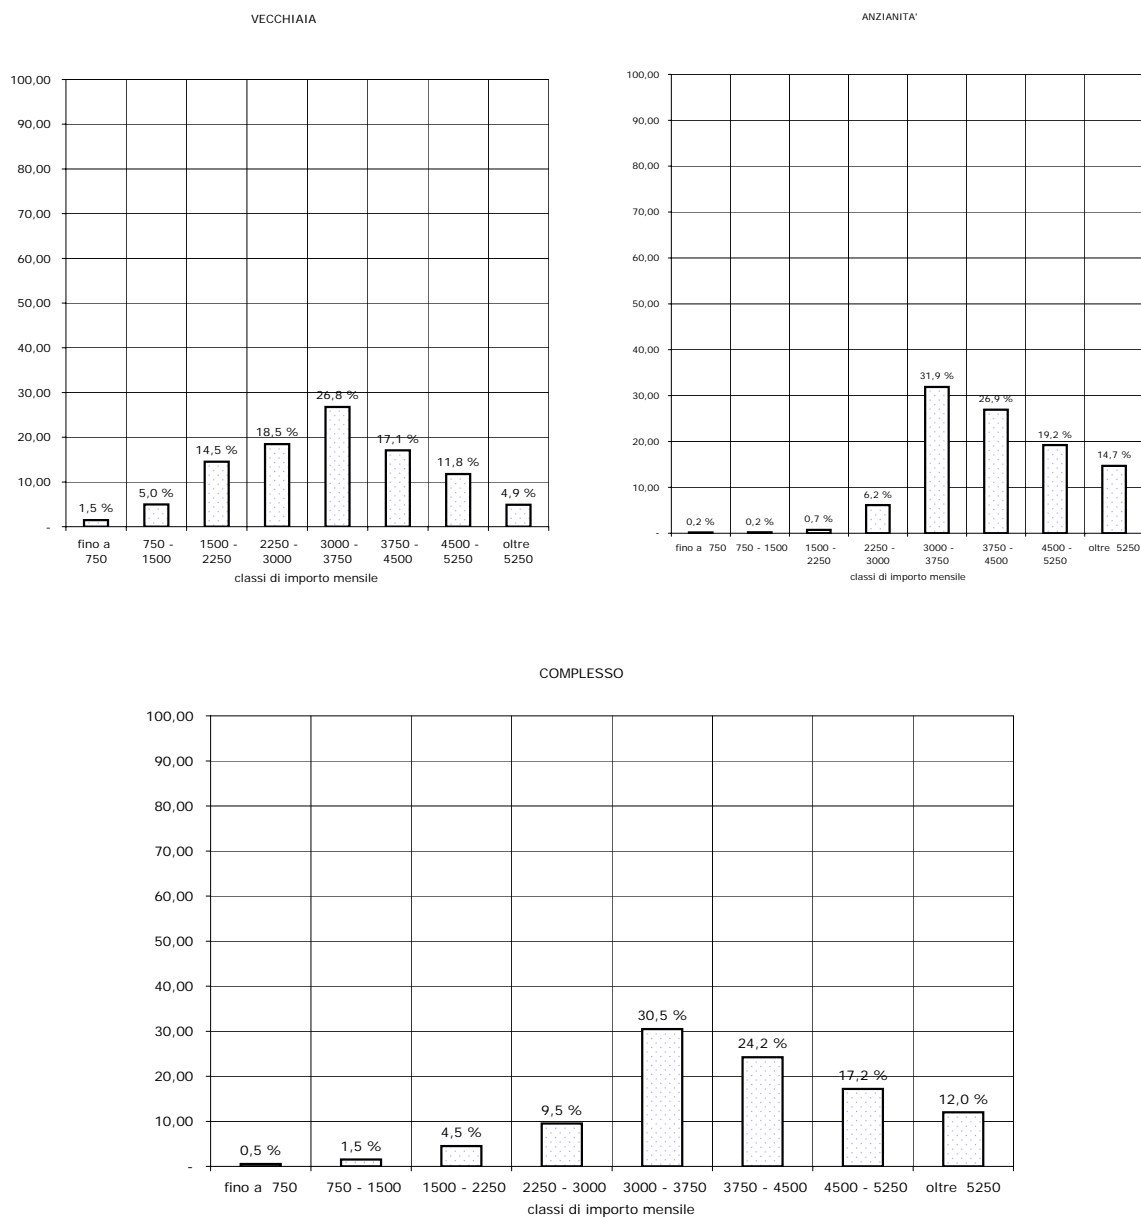 VECCHIAIA
100,00
90,00
80,00
70,00
60,00
50,00
40,00
30,00
20,00
10,00
-
1,5 %
5,0 %
14,5 %
18,5 %
26,8 %
17,1 %
11,8 %
4,9 %
fino a 750
750 - 1500
1500 - 2250
2250 - 3000
3000 - 3750
3750 - 4500
4500 - 5250
oltre 5250
classi di importo mensile
ANZIANITA'
100,00
90,00
80,00
70,00
60,00
50,00
40,00
30,00
20,00
10,00
-
0,2 %
0,2 %
0,7 %
6,2 %
31,9 %
26,9 %
19,2 %
14,7 %
fino a 750
750 - 1500
1500 - 2250
2250 - 3000
3000 - 3750
3750 - 4500
4500 - 5250
oltre 5250
classi di importo mensile
COMPLESSO
100,00
90,00
80,00
70,00
60,00
50,00
40,00
30,00
20,00
10,00
-
0,5 %
1,5 %
4,5 %
9,5 %
30,5 %
24,2 %
17,2 %
12,0 %
fino a 750
750 - 1500
1500 - 2250
2250 - 3000
3000 - 3750
3750 - 4500
4500 - 5250
oltre 5250
classi di importo mensile